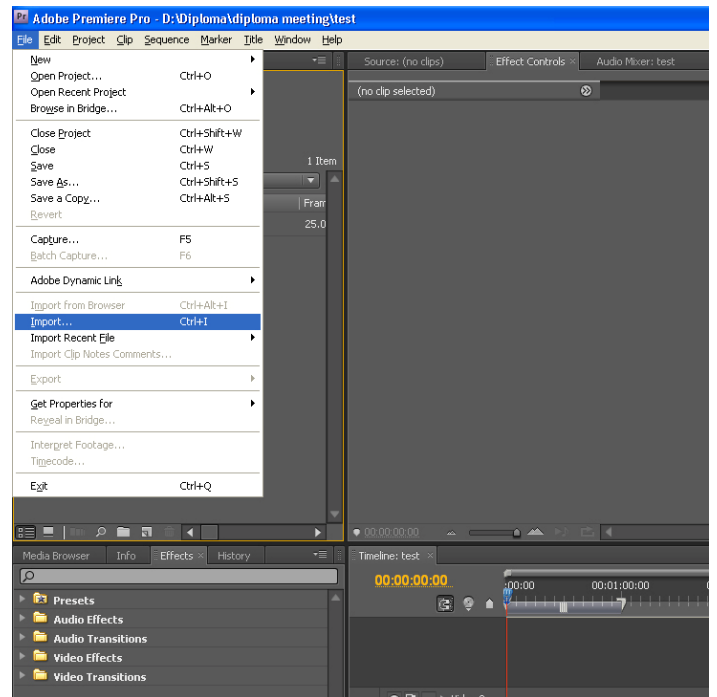 Pr Adobe Premiere Pro - D:\Diploma\diploma meeting\test
File Edit Project Clip Sequence Marker Title Window Help
New
Open Project... Ctrl+O
Open Recent Project
Browse in Bridge... Ctrl+Alt+O
Close Project Ctrl+Shift+W
Close Ctrl+W
Save Ctrl+S
Save As... Ctrl+Shift+S
Save a Copy... Ctrl+Alt+S
Revert
Capture... F5
Batch Capture... F6
Adobe Dynamic Link
Import from Browser Ctrl+Alt+I
Import... Ctrl+I
Import Recent File
Import Clip Notes Comments...
Export
Get Properties for
Reveal in Bridge...
Interpret Footage...
Timecode...
Exit Ctrl+Q
1 Item
Fram
25.0
Source: (no clips) Effect Controls Audio Mixer: test
(no clip selected)
00:00:00:00
Media Browser Info Effects History
Presets
Audio Effects
Audio Transitions
Video Effects
Video Transitions
Timeline: test
00:00:00:00
:00:00 00:01:00:00